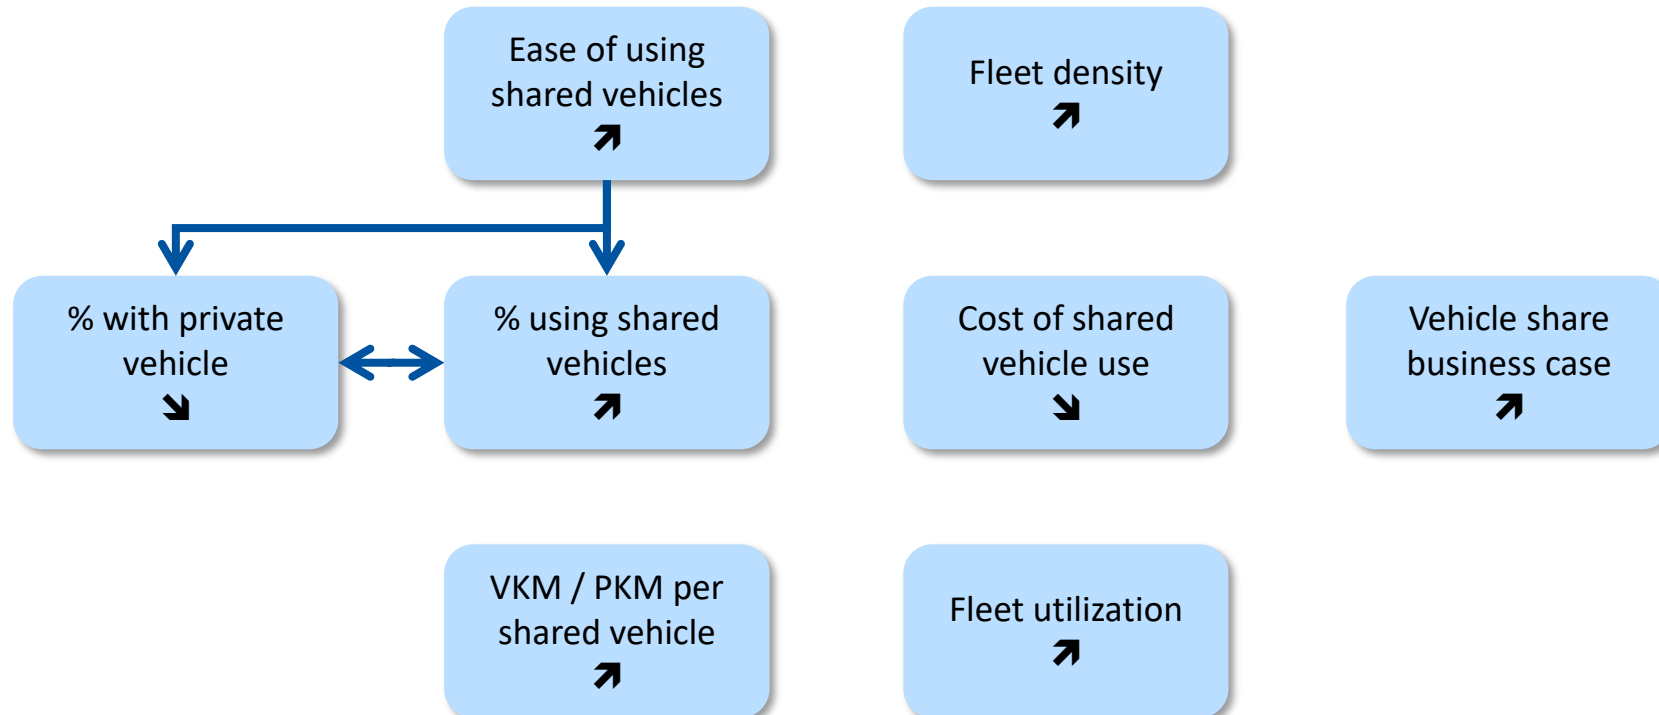 Ease of using
shared vehicles
Fleet density
% with private
vehicle
% using shared
vehicles
Cost of shared
vehicle use
Vehicle share
business case
VKM / PKM per
shared vehicle
Fleet utilization